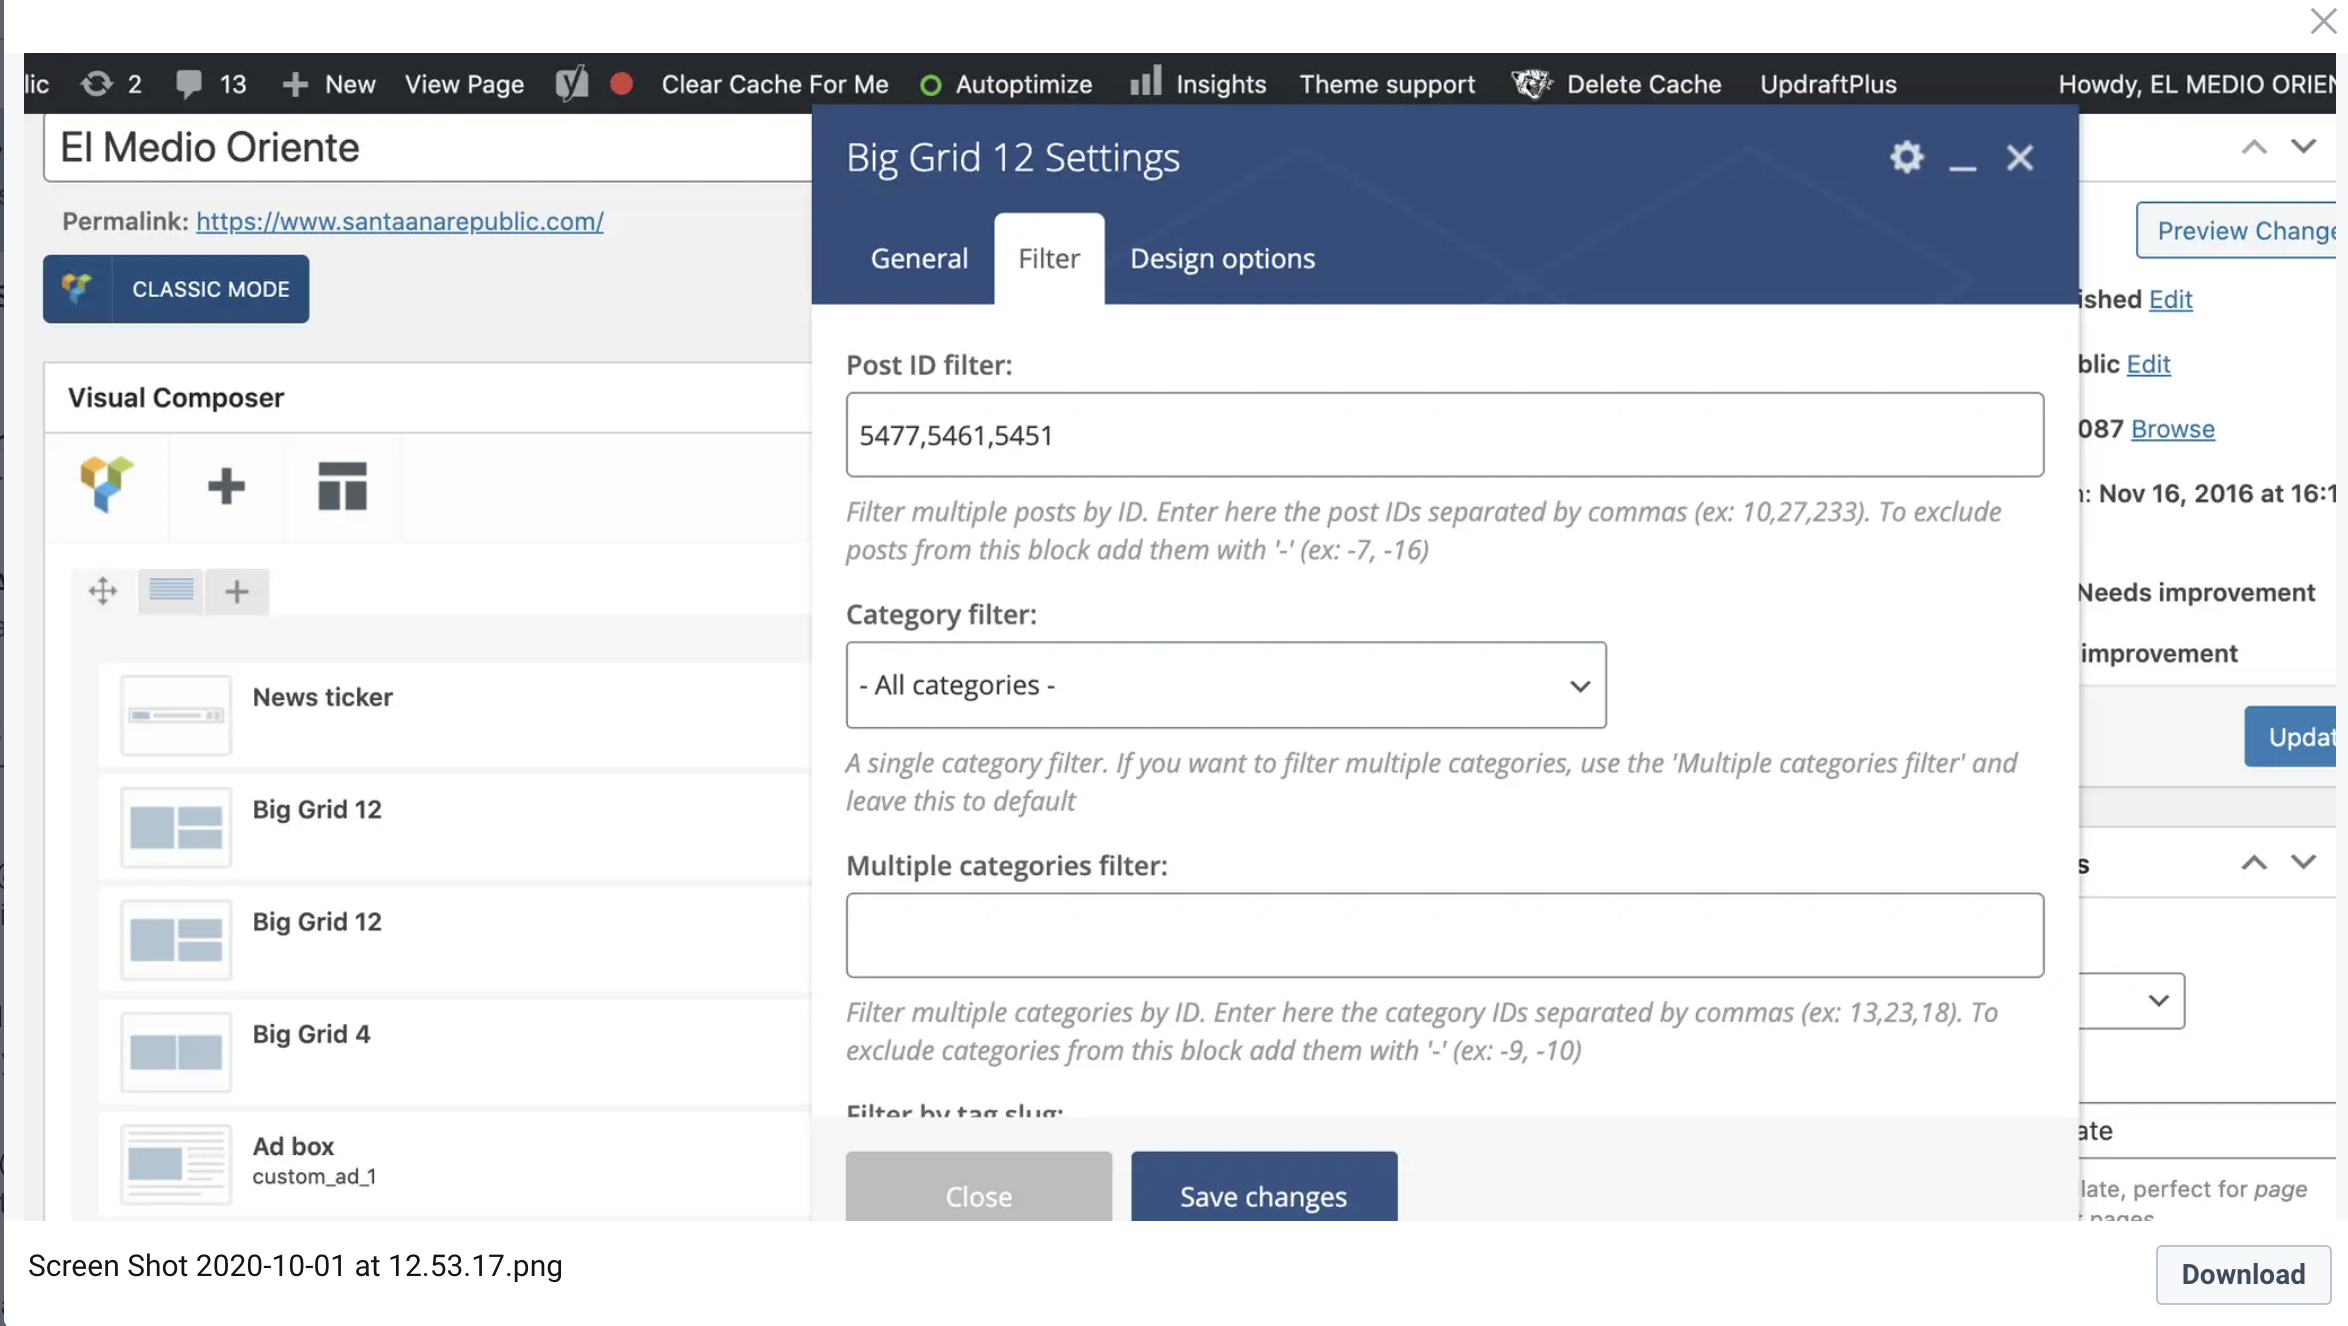 lic 2 13 New View Page Clear Cache For Me Autoptimize Insights Theme support Delete Cache UpdraftPlus Howdy, EL MEDIO ORIEN
El Medio Oriente
Permalink: https://www.santaanarepublic.com/
CLASSIC MODE
Visual Composer
News ticker
Big Grid 12
Big Grid 12
Big Grid 4
Ad box
custom_ad_1
Big Grid 12 Settings
General Filter Design options
Post ID filter:
5477,5461,5451
Filter multiple posts by ID. Enter here the post IDs separated by commas (ex: 10,27,233). To exclude
posts from this block add them with '-' (ex: -7, -16)
Category filter:
- All categories -
A single category filter. If you want to filter multiple categories, use the 'Multiple categories filter' and
leave this to default
Multiple categories filter:
Filter multiple categories by ID. Enter here the category IDs separated by commas (ex: 13,23,18). To
exclude categories from this block add them with '-' (ex: -9, -10)
Filter by tag slug:
Close Save changes
Preview Change
ished Edit
blic Edit
087 Browse
: Nov 16, 2016 at 16:1
Needs improvement
improvement
Updat
s
ate
late, perfect for page
pages
Screen Shot 2020-10-01 at 12.53.17.png
Download